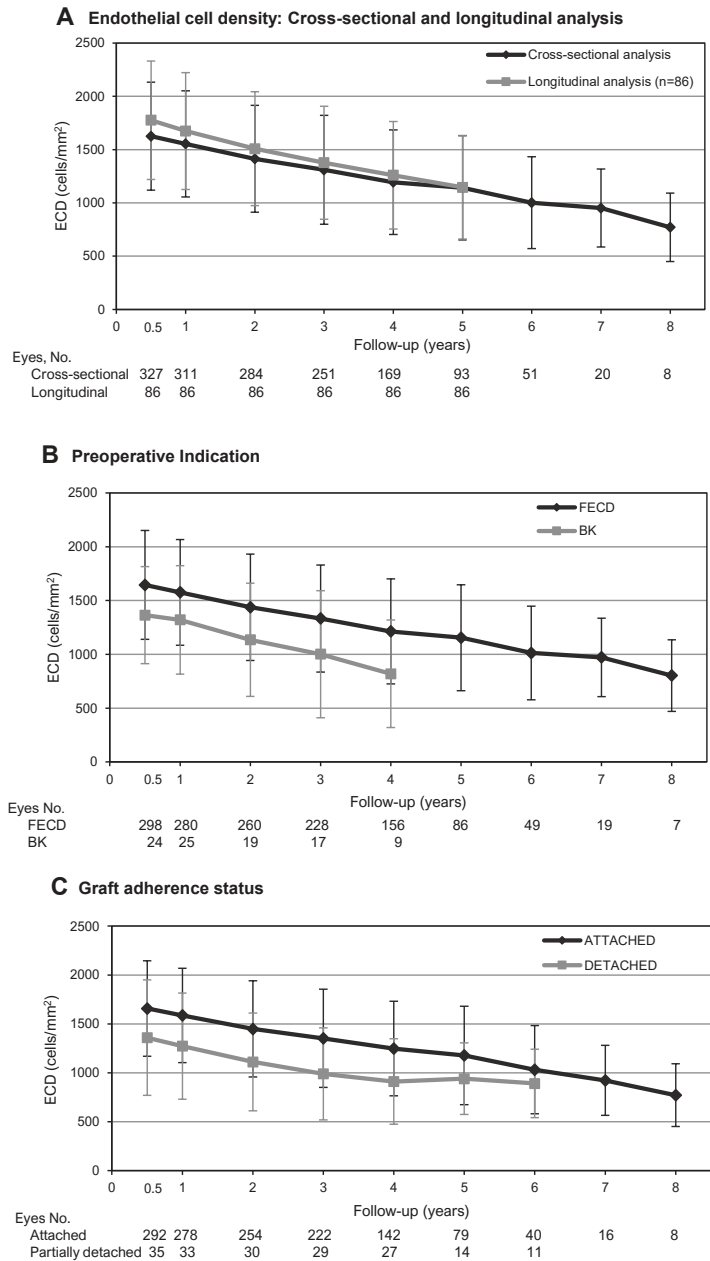 A Endothelial cell density: Cross-sectional and longitudinal analysis
2500
2000
1500
1000
500
0
ECD (cells/mm²)
Cross-sectional analysis
Longitudinal analysis (n=86)
0 0.5 1 2 3 4 5 6 7 8
Follow-up (years)
Eyes, No.
Cross-sectional 327 311 284 251 169 93 51 20 8
Longitudinal 86 86 86 86 86 86
B Preoperative Indication
2500
2000
1500
1000
500
0
ECD (cells/mm²)
FECD
BK
0 0.5 1 2 3 4 5 6 7 8
Follow-up (years)
Eyes No.
FECD 298 280 260 228 156 86 49 19 7
BK 24 25 19 17 9
C Graft adherence status
2500
2000
1500
1000
500
0
ECD (cells/mm²)
ATTACHED
DETACHED
0 0.5 1 2 3 4 5 6 7 8
Follow-up (years)
Eyes No.
Attached 292 278 254 222 142 79 40 16 8
Partially detached 35 33 30 29 27 14 11